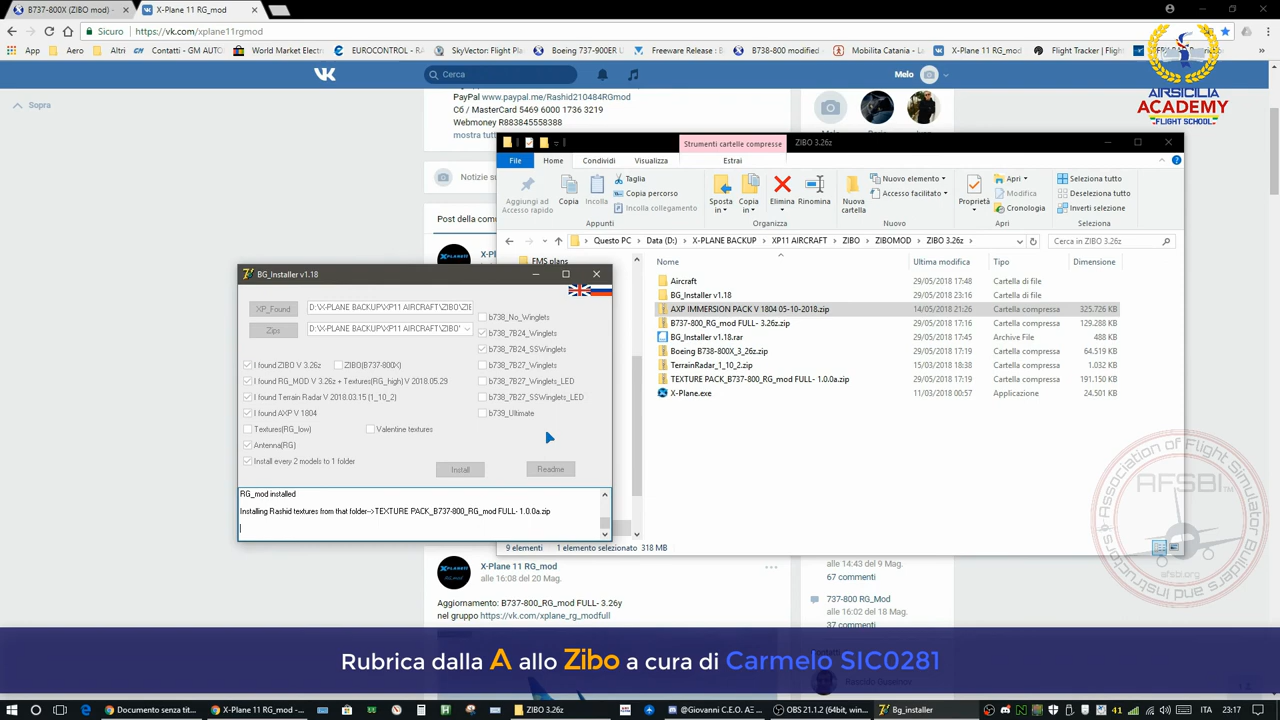 B737-800X (ZIBO mod) -
X-Plane 11 RG_mod
Sicuro
https://vk.com/xplane11rgmod
App
Aero
Altri
Contatti - GM AUTO
World Market Electro
EUROCONTROL - R
SkyVector: Flight Plan
Boeing 737-900ER U
Freeware Release: B
B738-800 modified
Mobilita Catania - L
X-Plane 11 RG_mod
Flight Tracker | Flight
Cerca
Melo
AIRSICILIA
ACADEMY
FLIGHT SCHOOL
Sopra
PayPal www.paypal.me/Rashid210484RGmod
Сб / MasterCard 5469 6000 1736 3219
Webmoney R883845558388
mostra tutto
Notizie su
Post della comu
Strumenti cartelle compresse
ZIBO 3.26z
File
Home
Condividi
Visualizza
Estrai
Aggiungi ad Accesso rapido
Copia
Incolla
Taglia
Copia percorso
Incolla collegamento
Sposta in
Copia in
Elimina
Rinomina
Nuova cartella
Nuovo elemento
Accesso facilitato
Proprietà
Apri
Modifica
Cronologia
Seleziona tutto
Deseleziona tutto
Inverti selezione
Appunti
Organizza
Nuovo
Apri
Seleziona
Questo PC > Data (D:) > X-PLANE BACKUP > XP11 AIRCRAFT > ZIBO > ZIBOMOD > ZIBO 3.26z >
Cerca in ZIBO 3.26z
FMS plans
Nome
Ultima modifica
Tipo
Dimensione
Aircraft 29/05/2018 17:48 Cartella di file
BG_Installer v1.18 29/05/2018 23:16 Cartella di file
AXP IMMERSION PACK V 1804 05-10-2018.zip 14/05/2018 21:26 Cartella compressa 325.726 KB
B737-800_RG_mod FULL- 3.26z.zip 29/05/2018 17:16 Cartella compressa 129.288 KB
BG_Installer v1.18.rar 29/05/2018 17:45 Archive File 488 KB
Boeing B738-800X_3_26z.zip 29/05/2018 17:19 Cartella compressa 64.519 KB
TerrainRadar_1_10_2.zip 15/03/2018 18:38 Cartella compressa 1.032 KB
TEXTURE PACK_B737-800_RG_mod FULL- 1.0.0a.zip 29/05/2018 17:19 Cartella compressa 191.150 KB
X-Plane.exe 11/03/2018 00:57 Applicazione 24.501 KB
9 elementi
1 elemento selezionato 318 MB
BG_Installer v1.18
XP_Found
D:\X-PLANE BACKUP\XP11 AIRCRAFT\ZIBO\ZIE
Zips
D:\X-PLANE BACKUP\XP11 AIRCRAFT\ZIBO'
b738_No_Winglets
b738_7B24_Winglets
b738_7B24_SSWinglets
b738_7B27_Winglets
b738_7B27_Winglets_LED
b738_7B27_SSWinglets_LED
b739_Ultimate
I found ZIBO V 3.26z
ZIBO(B737-800X)
I found RG_MOD V 3.26z + Textures(RG_high) V 2018.05.29
I found Terrain Radar V 2018.03.15 (1_10_2)
I found AXP V 1804
Textures(RG_low)
Valentine textures
Antenna(RG)
Install every 2 models to 1 folder
Install
Readme
RG_mod installed
Installing Rashid textures from that folder-->TEXTURE PACK_B737-800_RG_mod FULL- 1.0.0a.zip
X-Plane 11 RG_mod
alle 16:08 del 20 Mag.
Aggiornamento: B737-800_RG_mod FULL- 3.26y
nel gruppo https://vk.com/xplane_rg_modfull
alle 14:43 del 9 Mag.
67 commenti
737-800 RG_Mod
alle 16:02 del 18 Mag.
37 commenti
Association of Flight Simulator Brokers Instructors
AFSBI™
afsbi.org
Rubrica dalla A allo Zibo a cura di Carmelo SIC0281
Documento senza tit...
X-Plane 11 RG_mod -...
ZIBO 3.26z
@Giovanni C.E.O. AE...
OBS 21.1.2 (64bit, win...
Bg_installer
41
ITA
23:17